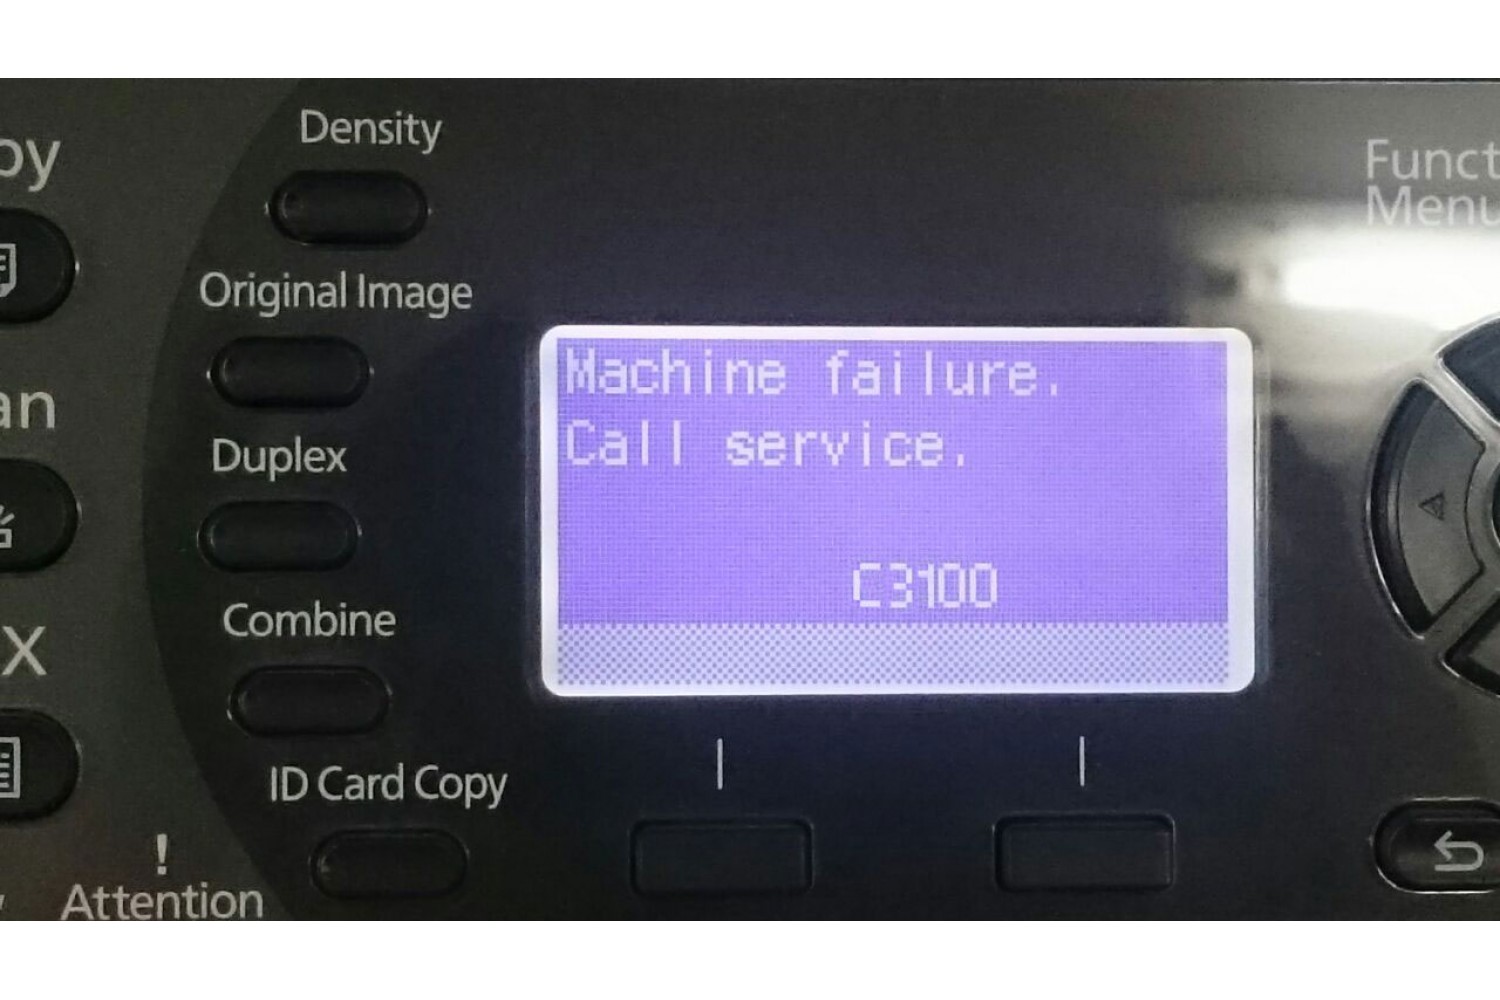 Density
Original Image
Duplex
Combine
ID Card Copy
!
Attention
Machine failure.
Call service.
C3100